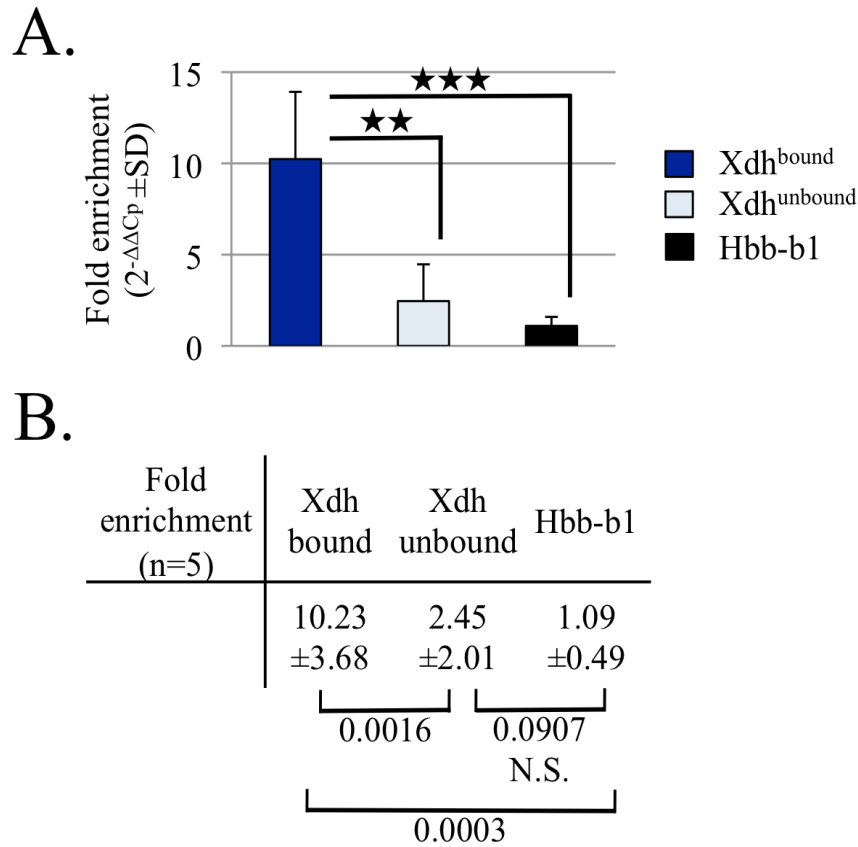 A.
Fold enrichment
(2-ΔΔCp ±SD)
15
10
5
0
★★★
★★
Xdhbound
Xdhunbound
Hbb-b1
B.
Fold
enrichment
(n=5)
Xdh
bound
Xdh
unbound
Hbb-b1
10.23
±3.68
2.45
±2.01
1.09
±0.49
0.0016
0.0907
N.S.
0.0003